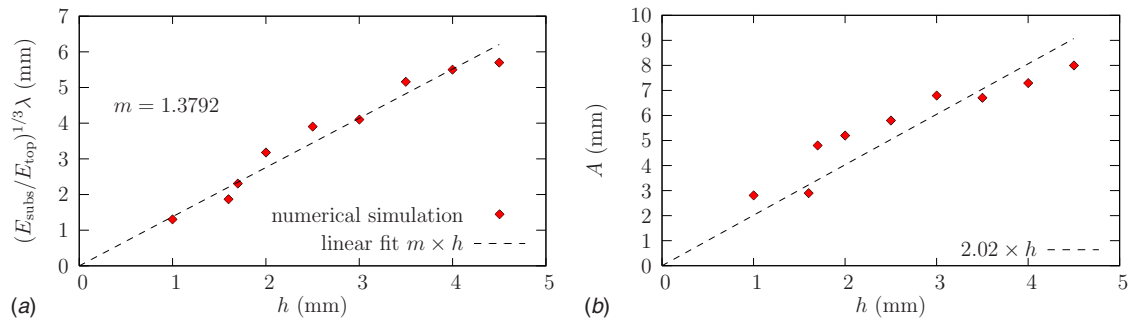 7
6
5
4
3
2
1
0
(E_subs/E_top)^1/3 λ (mm)
m = 1.3792
numerical simulation
linear fit m × h
0 1 2 3 4 5
(a) h (mm)
10
9
8
7
6
5
4
3
2
1
0
A (mm)
2.02 × h
0 1 2 3 4 5
(b) h (mm)